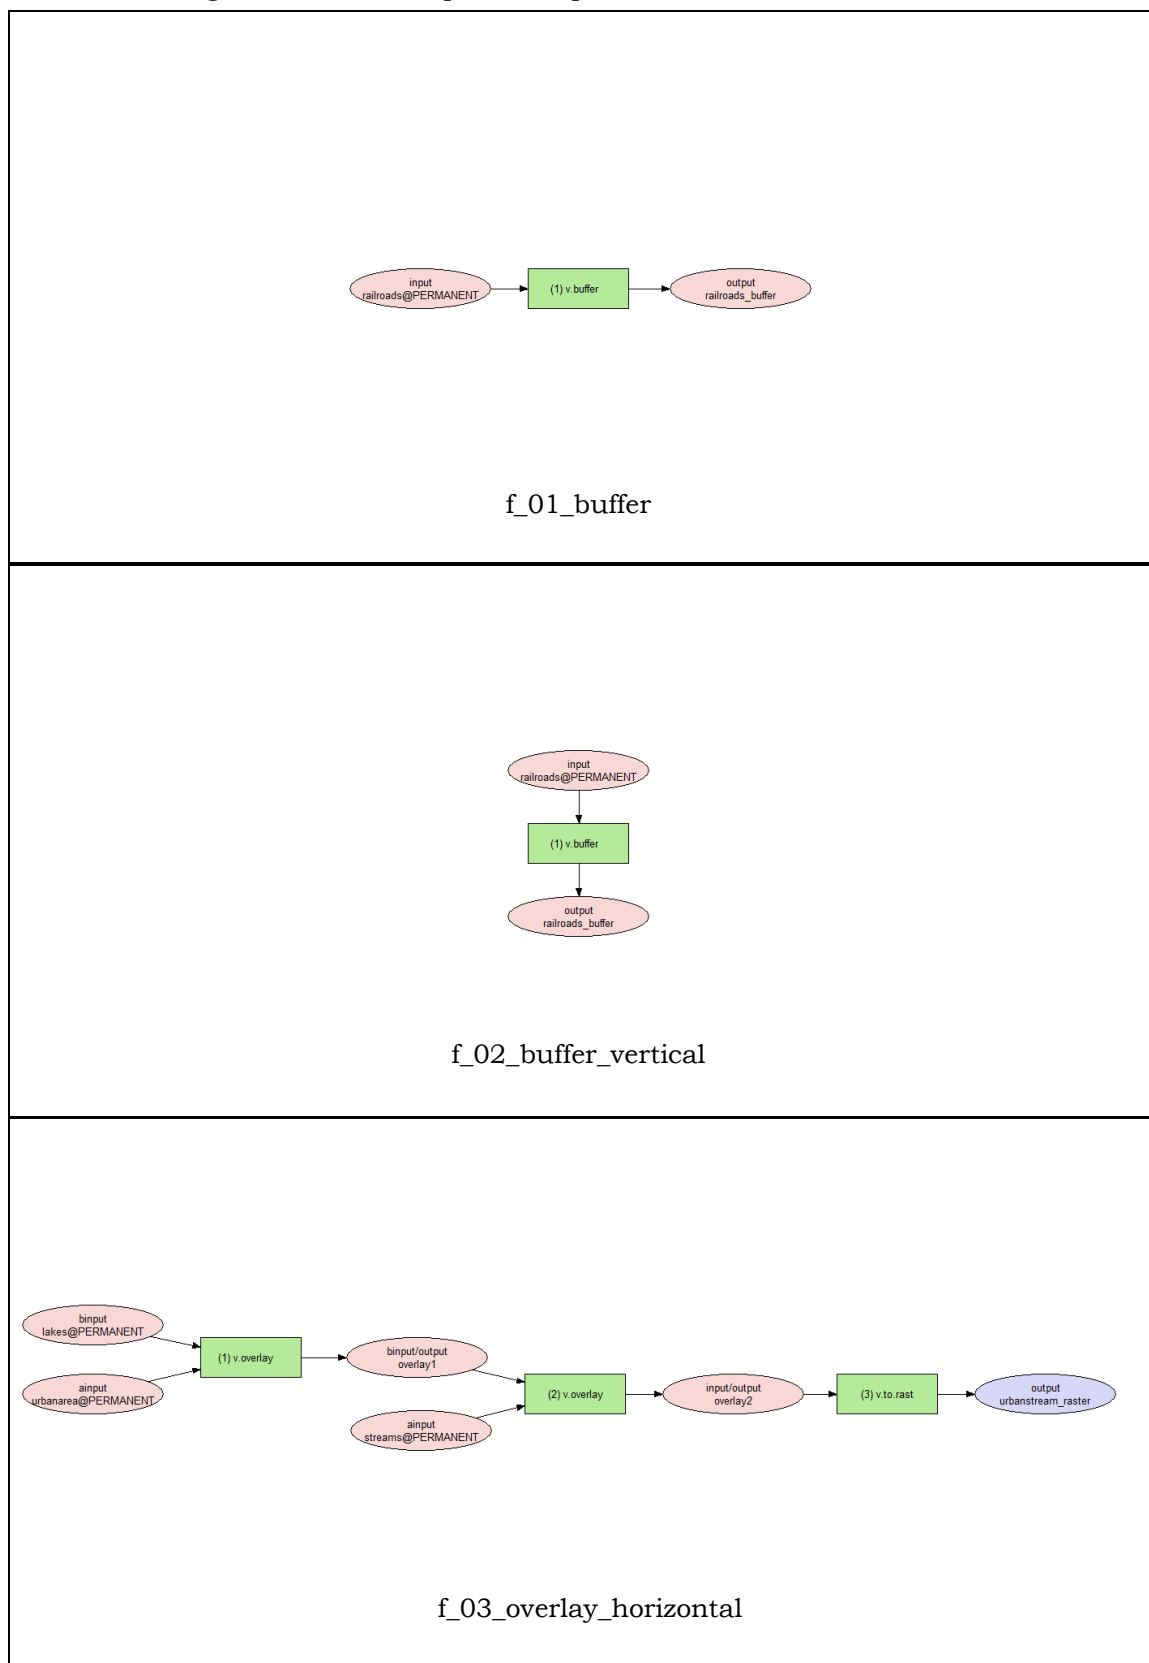 input
railroads@PERMANENT
(1) v.buffer
output
railroads_buffer
f_01_buffer
input
railroads@PERMANENT
(1) v.buffer
output
railroads_buffer
f_02_buffer_vertical
binput
lakes@PERMANENT
ainput
urbanarea@PERMANENT
(1) v.overlay
binput/output
overlay1
ainput
streams@PERMANENT
(2) v.overlay
input/output
overlay2
(3) v.to.rast
output
urbanstream_raster
f_03_overlay_horizontal